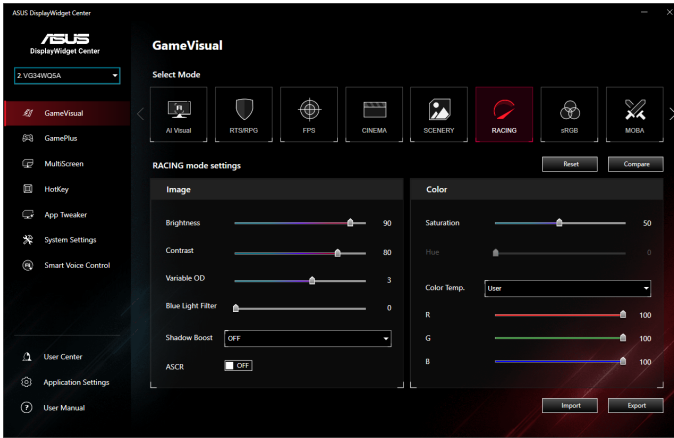 ASUS DisplayWidget Center
ASUS
DisplayWidget Center
2.VG34WQ5A
GameVisual
GamePlus
MultiScreen
HotKey
App Tweaker
System Settings
Smart Voice Control
User Center
Application Settings
User Manual
GameVisual
Select Mode
AI Visual
RTS/RPG
FPS
CINEMA
SCENERY
RACING
sRGB
MOBA
RACING mode settings
Reset
Compare
Image
Brightness 90
Contrast 80
Variable OD 3
Blue Light Filter 0
Shadow Boost OFF
ASCR OFF
Color
Saturation 50
Hue 0
Color Temp. User
R 100
G 100
B 100
Import
Export